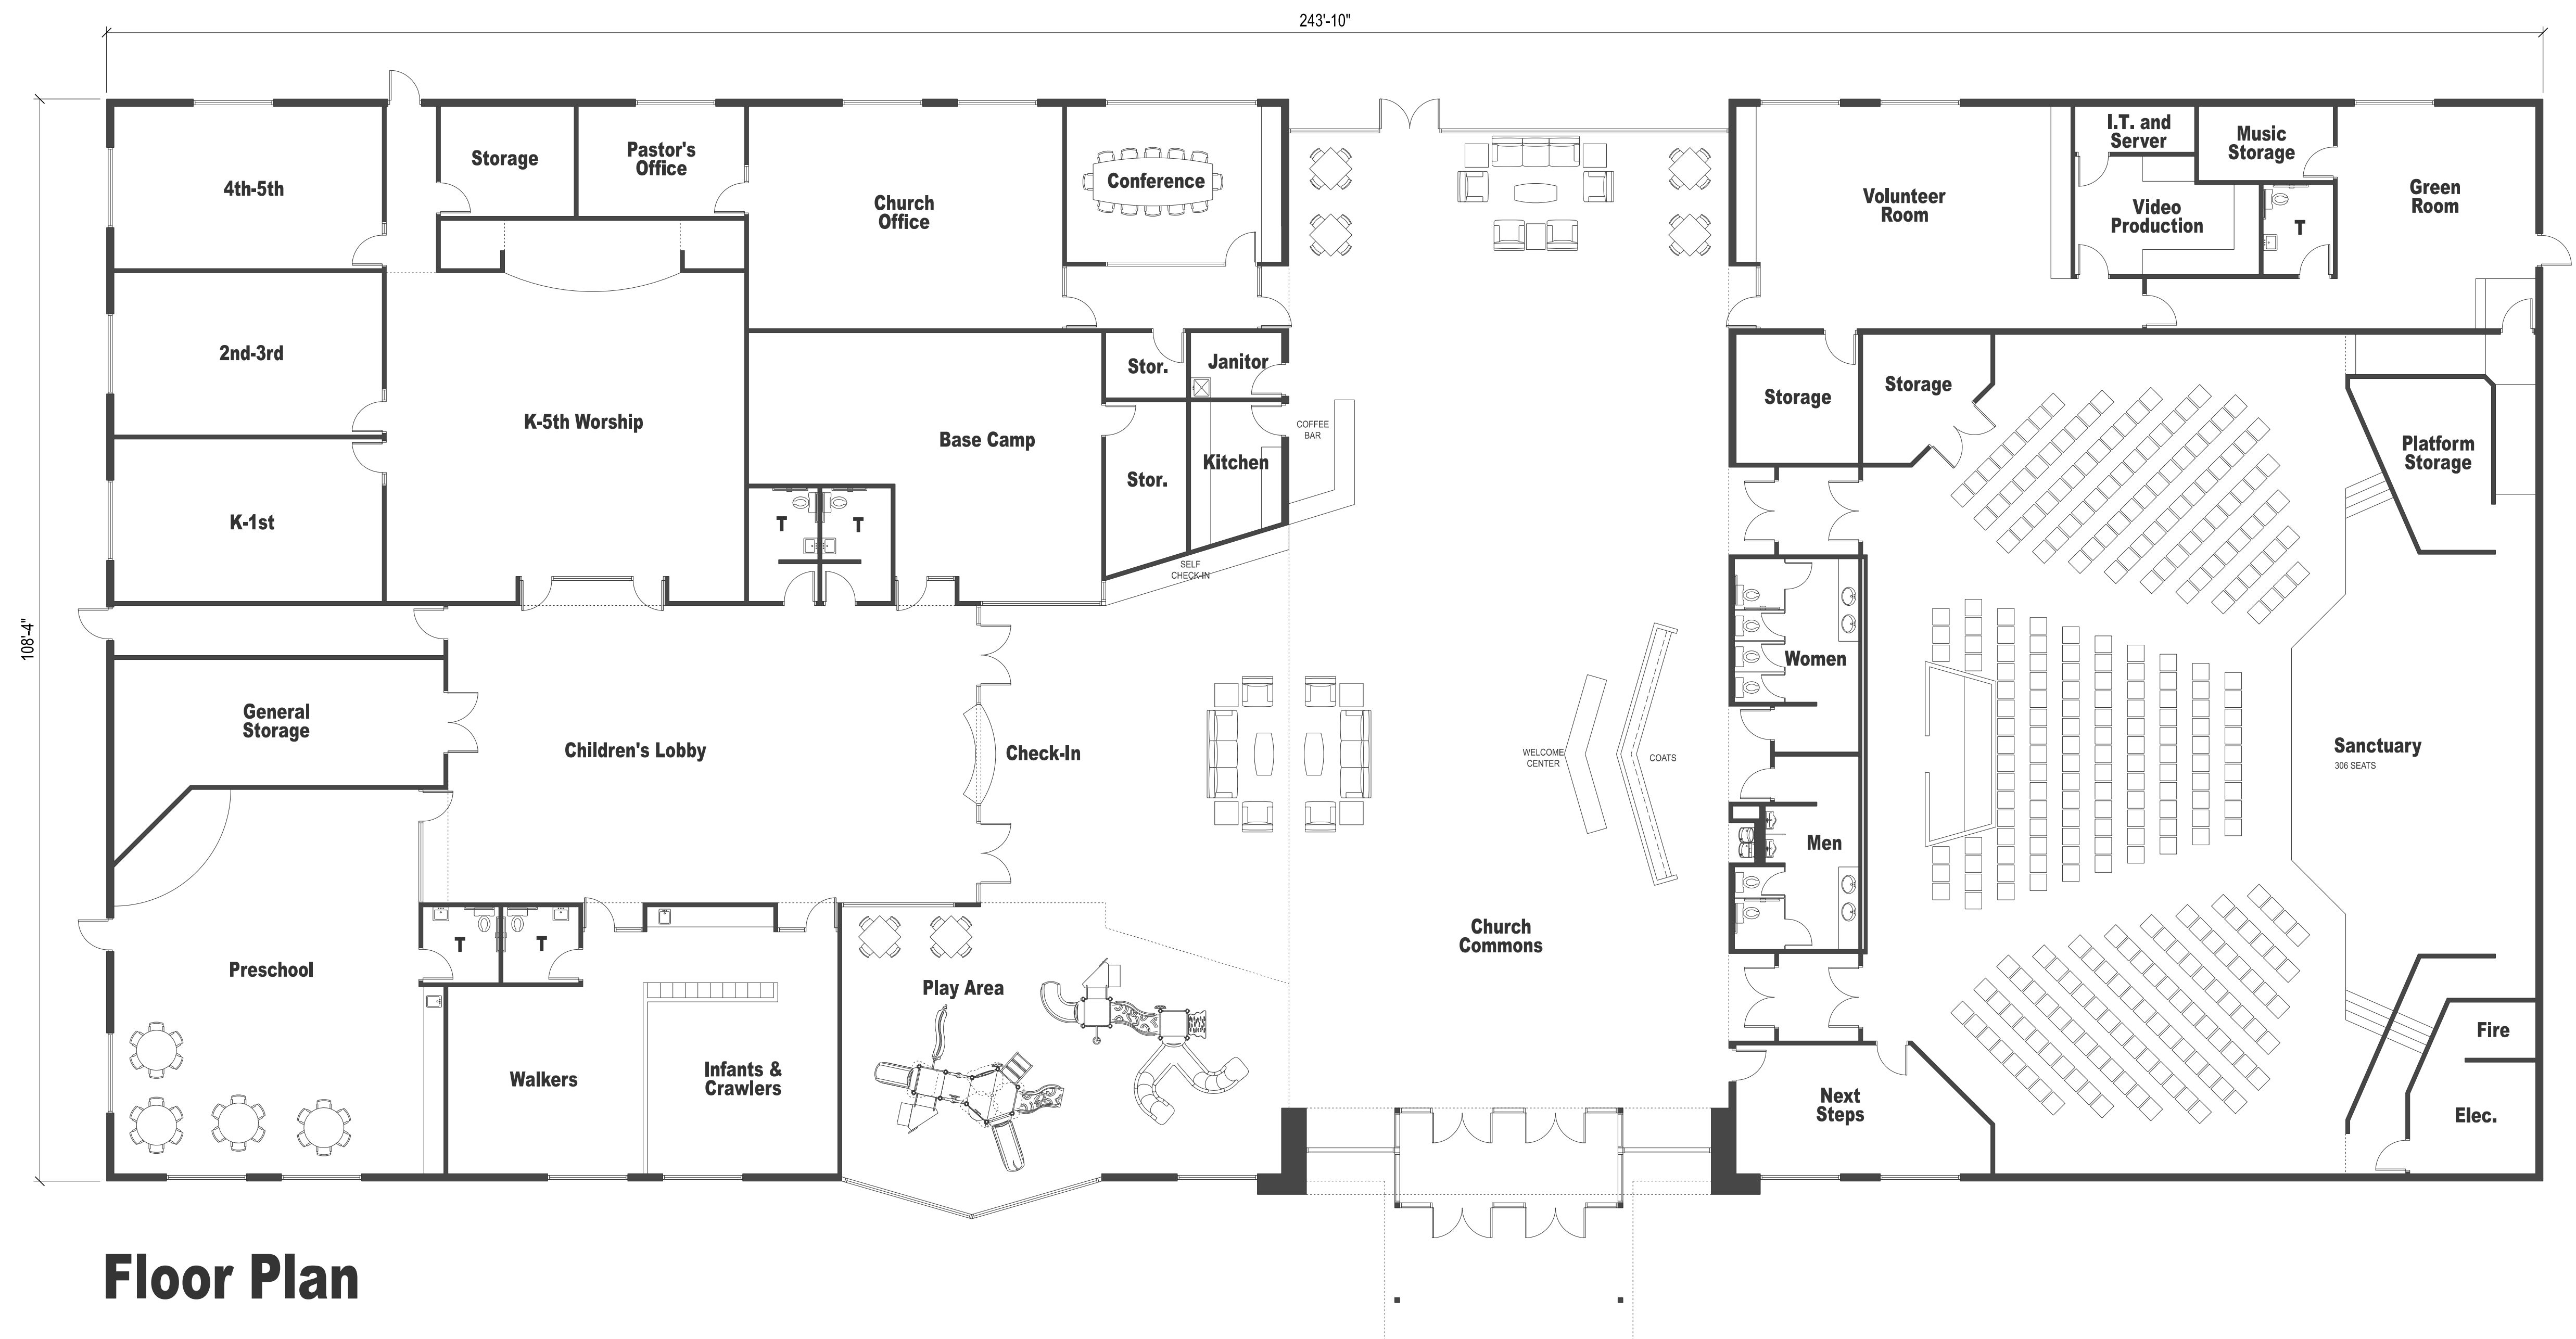 243'-10"
108'-4"
4th-5th
Storage
Pastor's
Office
Church
Office
Conference
Volunteer
Room
I.T. and
Server
Music
Storage
Video
Production
T
Green
Room
2nd-3rd
K-5th Worship
Base Camp
Stor.
Janitor
Stor.
Kitchen
COFFEE
BAR
Storage
Storage
Platform
Storage
K-1st
T
T
SELF
CHECK-IN
Women
General
Storage
Children's Lobby
Check-In
WELCOME
CENTER
COATS
Sanctuary
306 SEATS
Men
Preschool
T
T
Play Area
Church
Commons
Walkers
Infants &
Crawlers
Next
Steps
Fire
Elec.
Floor Plan